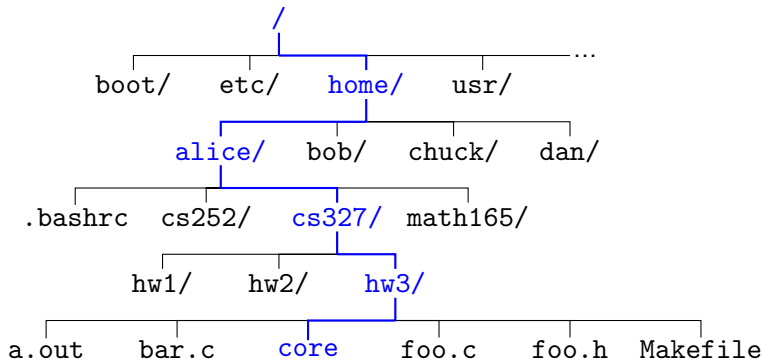 /
boot/ etc/ home/ usr/ ...
alice/ bob/ chuck/ dan/
.bashrc cs252/ cs327/ math165/
hw1/ hw2/ hw3/
a.out bar.c core foo.c foo.h Makefile